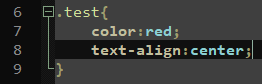 6 .test{
7 color:red;
8 text-align:center;
9 }